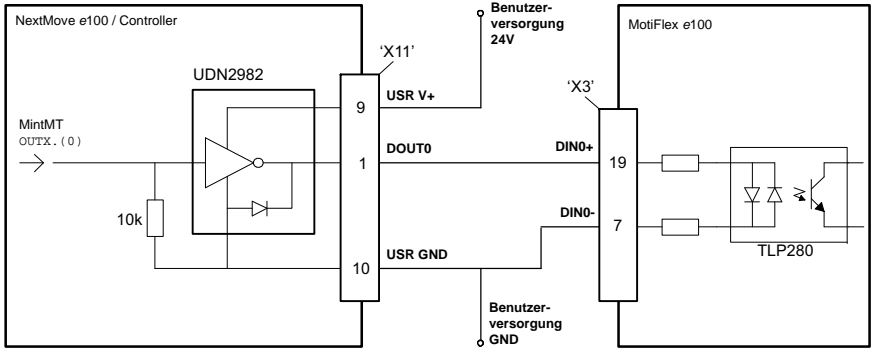 NextMove e100 / Controller
Benutzer-
versorgung
24V
MotiFlex e100
'X11'
UDN2982
'X3'
9
USR V+
MintMT
OUTX.(0)
1
DOUT0
DIN0+
19
10k
DIN0-
7
TLP280
10
USR GND
Benutzer-
versorgung
GND